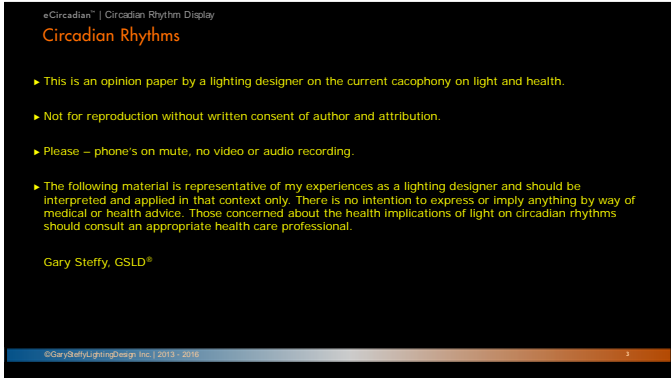 eCircadian™ | Circadian Rhythm Display
Circadian Rhythms
► This is an opinion paper by a lighting designer on the current cacophony on light and health.
► Not for reproduction without written consent of author and attribution.
► Please – phone's on mute, no video or audio recording.
► The following material is representative of my experiences as a lighting designer and should be
interpreted and applied in that context only. There is no intention to express or imply anything by way of
medical or health advice. Those concerned about the health implications of light on circadian rhythms
should consult an appropriate health care professional.
Gary Steffy, GSLD®
©GarySteffyLightingDesign Inc. | 2013 - 2016
3